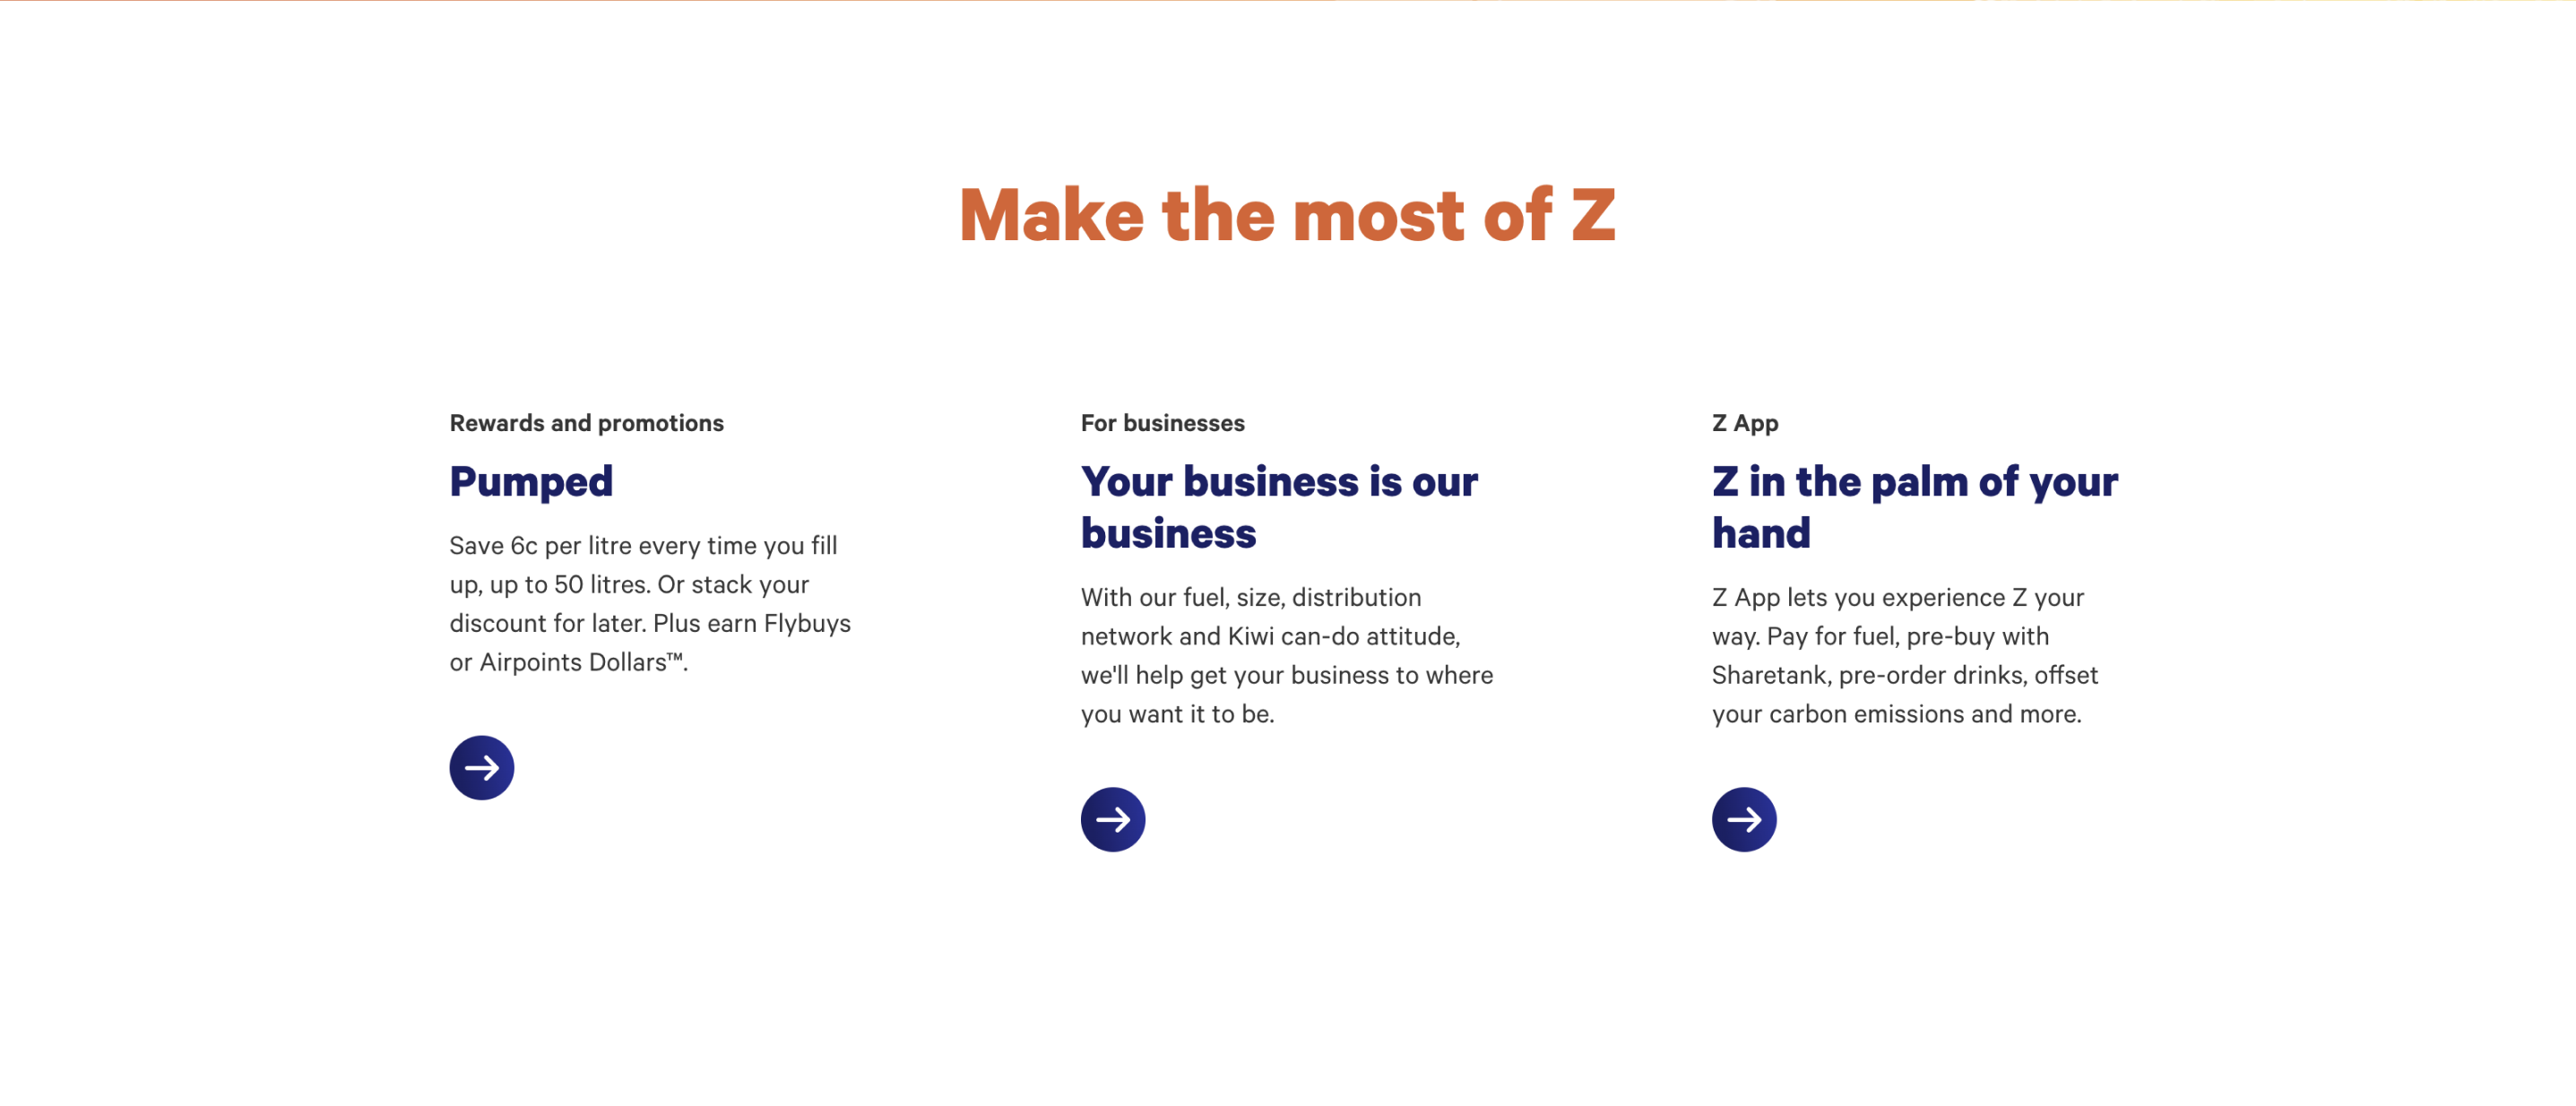 Make the most of Z
Rewards and promotions
Pumped
Save 6c per litre every time you fill
up, up to 50 litres. Or stack your
discount for later. Plus earn Flybuys
or Airpoints Dollars™.
For businesses
Your business is our
business
With our fuel, size, distribution
network and Kiwi can-do attitude,
we'll help get your business to where
you want it to be.
Z App
Z in the palm of your
hand
Z App lets you experience Z your
way. Pay for fuel, pre-buy with
Sharetank, pre-order drinks, offset
your carbon emissions and more.